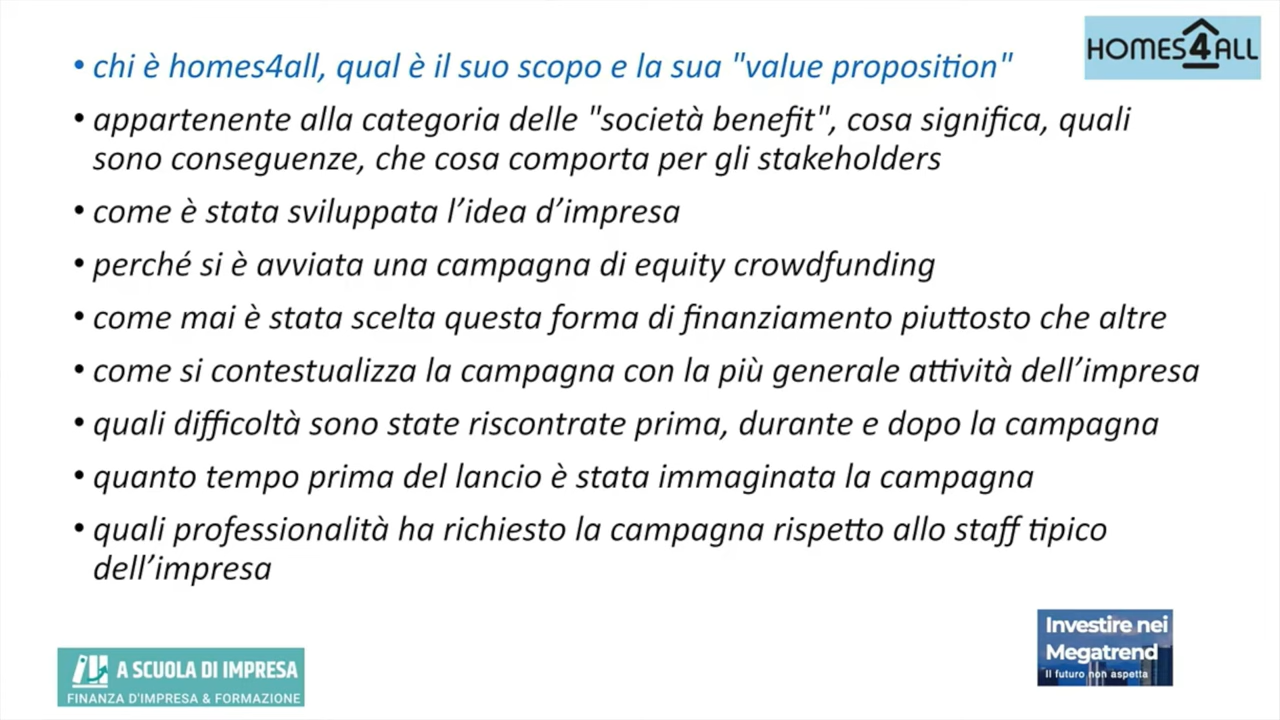 HOMES4ALL
• chi è homes4all, qual è il suo scopo e la sua "value proposition"
• appartenente alla categoria delle "società benefit", cosa significa, quali
sono conseguenze, che cosa comporta per gli stakeholders
• come è stata sviluppata l’idea d’impresa
• perché si è avviata una campagna di equity crowdfunding
• come mai è stata scelta questa forma di finanziamento piuttosto che altre
• come si contestualizza la campagna con la più generale attività dell’impresa
• quali difficoltà sono state riscontrate prima, durante e dopo la campagna
• quanto tempo prima del lancio è stata immaginata la campagna
• quali professionalità ha richiesto la campagna rispetto allo staff tipico
dell’impresa
A SCUOLA DI IMPRESA
FINANZA D'IMPRESA & FORMAZIONE
Investire nei
Megatrend
Il futuro non aspetta